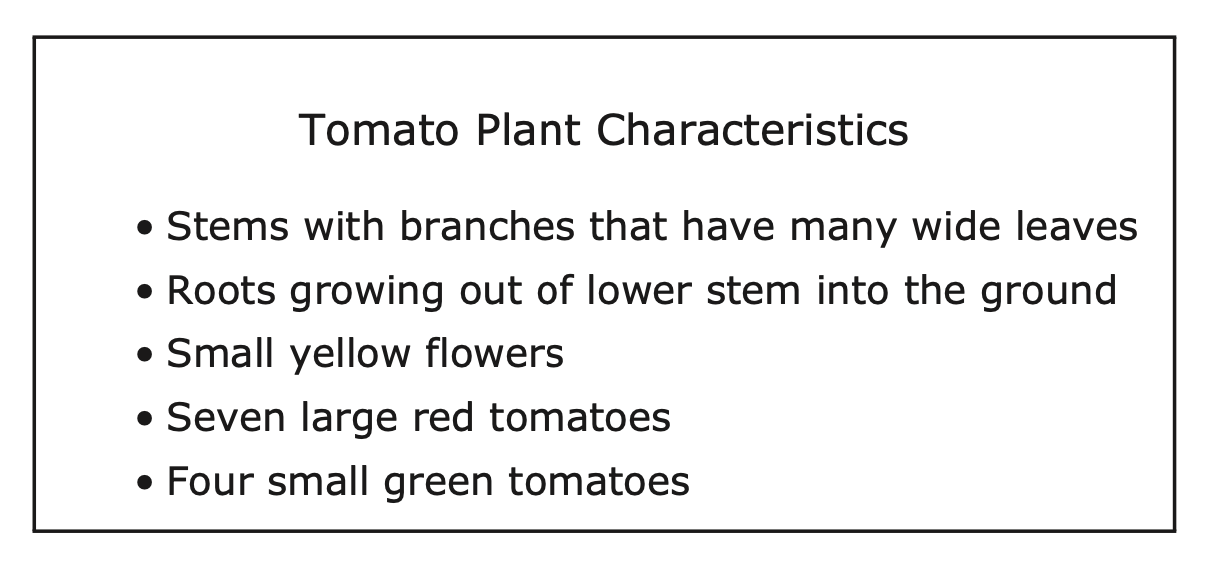 Tomato Plant Characteristics
• Stems with branches that have many wide leaves
• Roots growing out of lower stem into the ground
• Small yellow flowers
• Seven large red tomatoes
• Four small green tomatoes